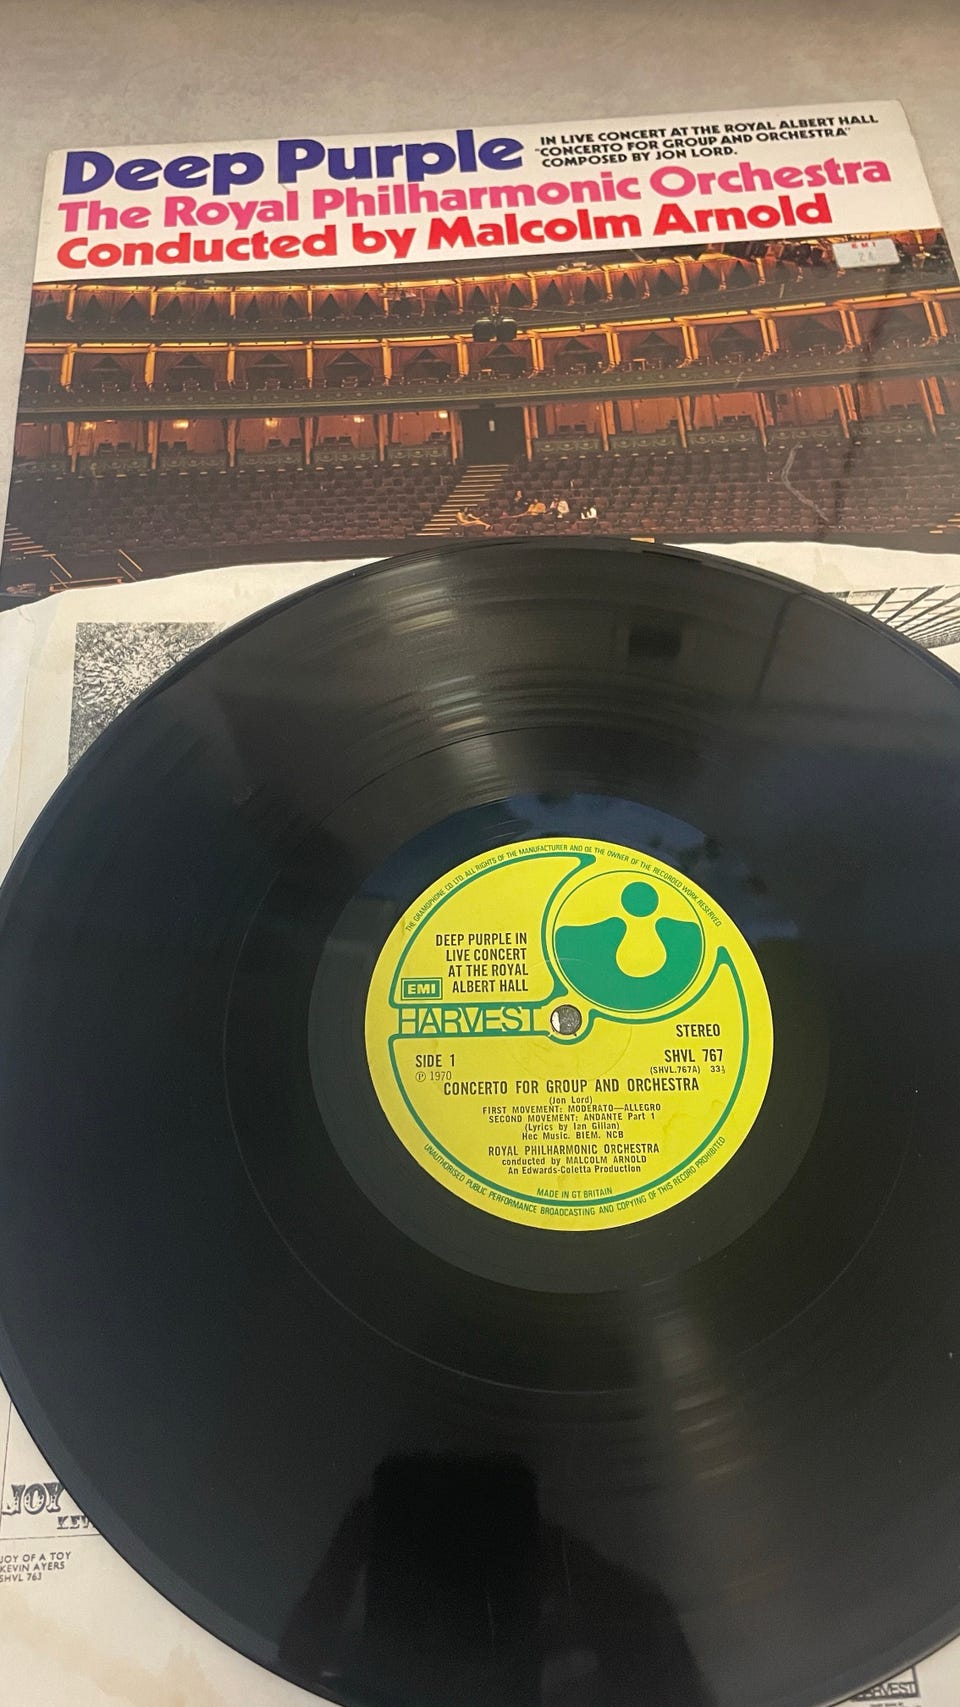 Deep Purple
IN LIVE CONCERT AT THE ROYAL ALBERT HALL
"CONCERTO FOR GROUP AND ORCHESTRA"
COMPOSED BY JON LORD.
The Royal Philharmonic Orchestra
Conducted by Malcolm Arnold
EMI
THE GRAMOPHONE CO LTD. ALL RIGHTS OF THE MANUFACTURER AND OF THE OWNER OF THE RECORDED WORK RESERVED
DEEP PURPLE IN
LIVE CONCERT
AT THE ROYAL
ALBERT HALL
EMI
HARVEST
STEREO
SIDE 1
SHVL 767
℗ 1970
(SHVL.767A) 33⅓
CONCERTO FOR GROUP AND ORCHESTRA
(Jon Lord)
FIRST MOVEMENT: MODERATO—ALLEGRO
SECOND MOVEMENT: ANDANTE Part 1
(Lyrics by Ian Gillan)
Hec Music. BIEM. NCB
ROYAL PHILHARMONIC ORCHESTRA
conducted by MALCOLM ARNOLD
An Edwards-Coletta Production
MADE IN GT. BRITAIN
UNAUTHORISED PUBLIC PERFORMANCE BROADCASTING AND COPYING OF THIS RECORD PROHIBITED
JOY
JOY OF A TOY
KEVIN AYERS
SHVL 763
HARVEST